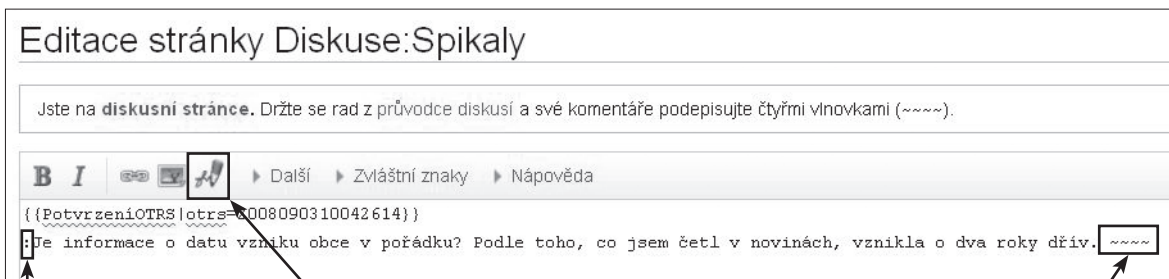 Editace stránky Diskuse:Spikaly
Jste na diskusní stránce. Držte se rad z průvodce diskusí a své komentáře podepisujte čtyřmi vlnovkami (~~~~).
B I Další Zvláštní znaky Nápověda
{{PotvrzeníOTRS|otrs=2008090310042614}}
:Je informace o datu vzniku obce v pořádku? Podle toho, co jsem četl v novinách, vznikla o dva roky dřív. ~~~~